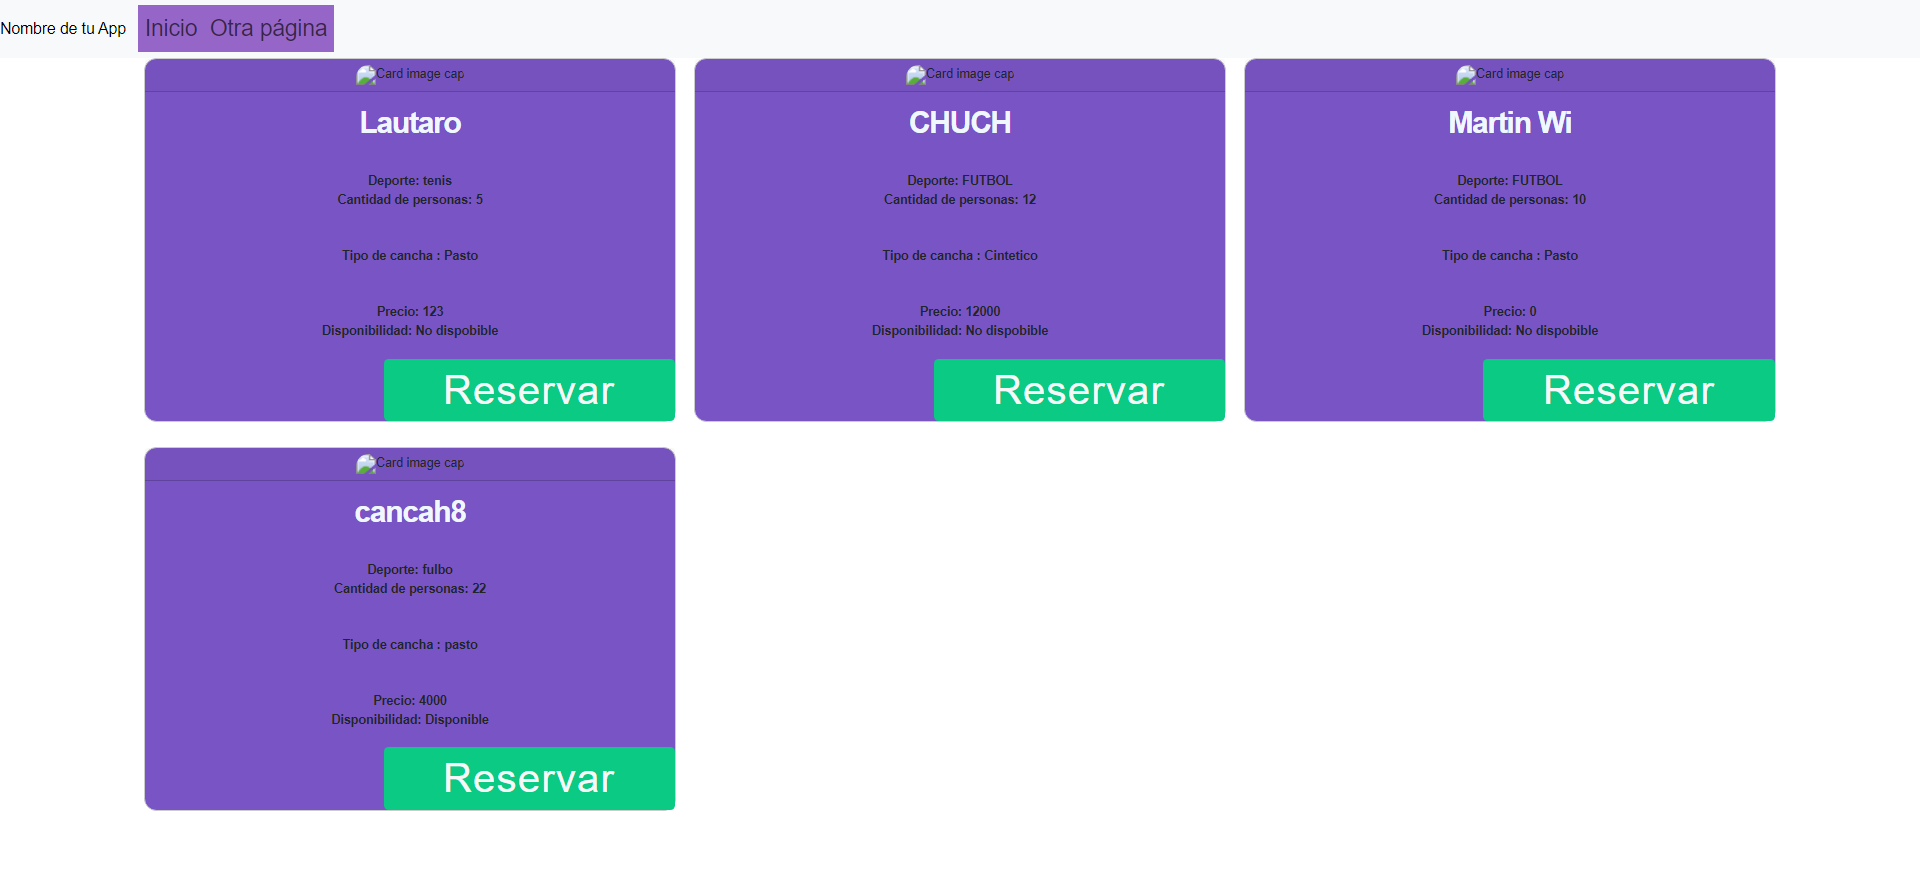 Nombre de tu App Inicio Otra página
Card image cap
Lautaro
Deporte: tenis
Cantidad de personas: 5
Tipo de cancha : Pasto
Precio: 123
Disponibilidad: No dispobible
Reservar
Card image cap
CHUCH
Deporte: FUTBOL
Cantidad de personas: 12
Tipo de cancha : Cintetico
Precio: 12000
Disponibilidad: No dispobible
Reservar
Card image cap
Martin Wi
Deporte: FUTBOL
Cantidad de personas: 10
Tipo de cancha : Pasto
Precio: 0
Disponibilidad: No dispobible
Reservar
Card image cap
cancah8
Deporte: fulbo
Cantidad de personas: 22
Tipo de cancha : pasto
Precio: 4000
Disponibilidad: Disponible
Reservar